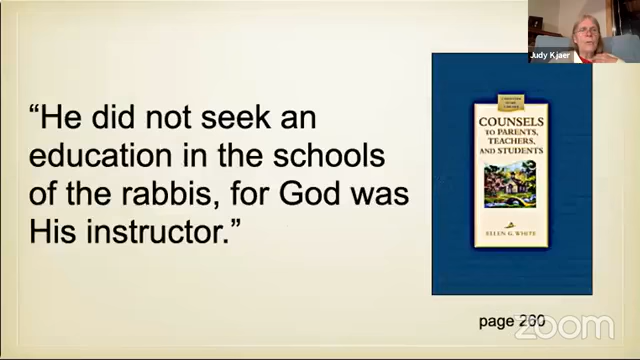 Judy Kjaer
“He did not seek an
education in the schools
of the rabbis, for God was
His instructor.”
COUNSELS
TO PARENTS,
TEACHERS,
AND STUDENTS
ELLEN G. WHITE
page 260
zoom